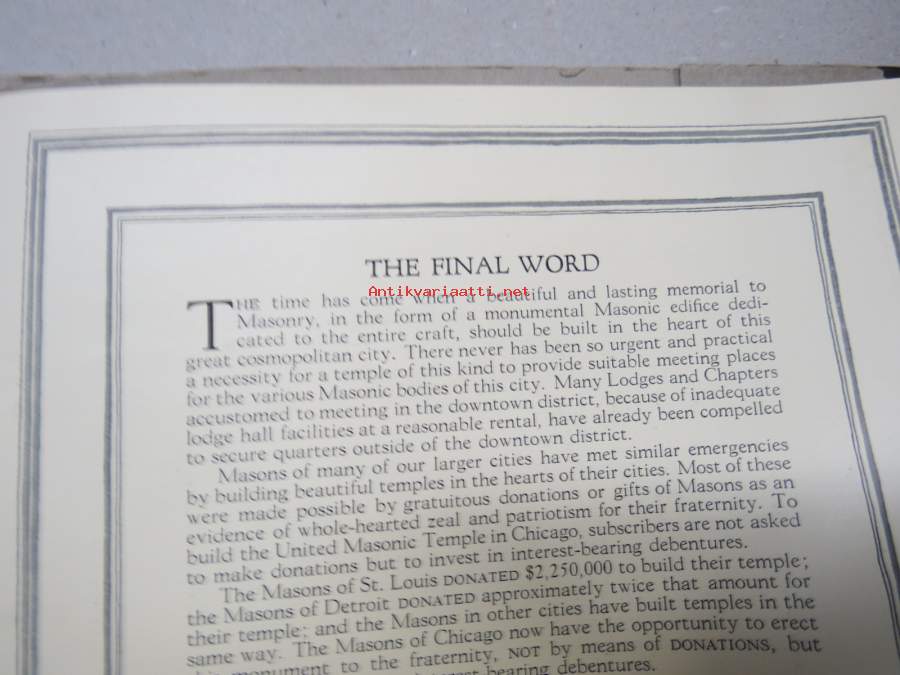 THE FINAL WORD
Antikvariaatti.net
THE time has come when a beautiful and lasting memorial to
Masonry, in the form of a monumental Masonic edifice dedi-
cated to the entire craft, should be built in the heart of this
great cosmopolitan city. There never has been so urgent and practical
a necessity for a temple of this kind to provide suitable meeting places
for the various Masonic bodies of this city. Many Lodges and Chapters
accustomed to meeting in the downtown district, because of inadequate
lodge hall facilities at a reasonable rental, have already been compelled
to secure quarters outside of the downtown district.
Masons of many of our larger cities have met similar emergencies
by building beautiful temples in the hearts of their cities. Most of these
were made possible by gratuitous donations or gifts of Masons as an
evidence of whole-hearted zeal and patriotism for their fraternity. To
build the United Masonic Temple in Chicago, subscribers are not asked
to make donations but to invest in interest-bearing debentures.
The Masons of St. Louis DONATED $2,250,000 to build their temple;
the Masons of Detroit DONATED approximately twice that amount for
their temple; and the Masons in other cities have built temples in the
same way. The Masons of Chicago now have the opportunity to erect
monument to the fraternity, NOT by means of DONATIONS, but
bearing debentures.